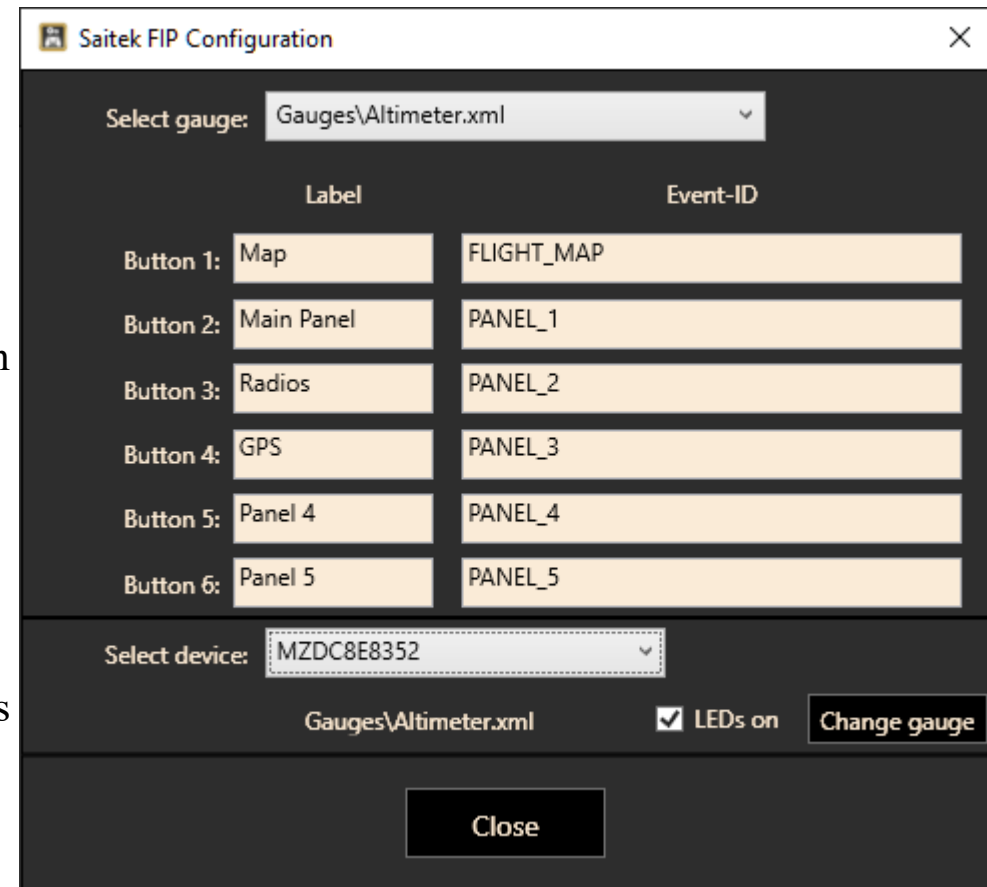 Saitek FIP Configuration
Select gauge: Gauges\Altimeter.xml
Label Event-ID
Button 1: Map FLIGHT_MAP
Button 2: Main Panel PANEL_1
n
Button 3: Radios PANEL_2
Button 4: GPS PANEL_3
Button 5: Panel 4 PANEL_4
Button 6: Panel 5 PANEL_5
Select device: MZDC8E8352
s
Gauges\Altimeter.xml LEDs on Change gauge
Close